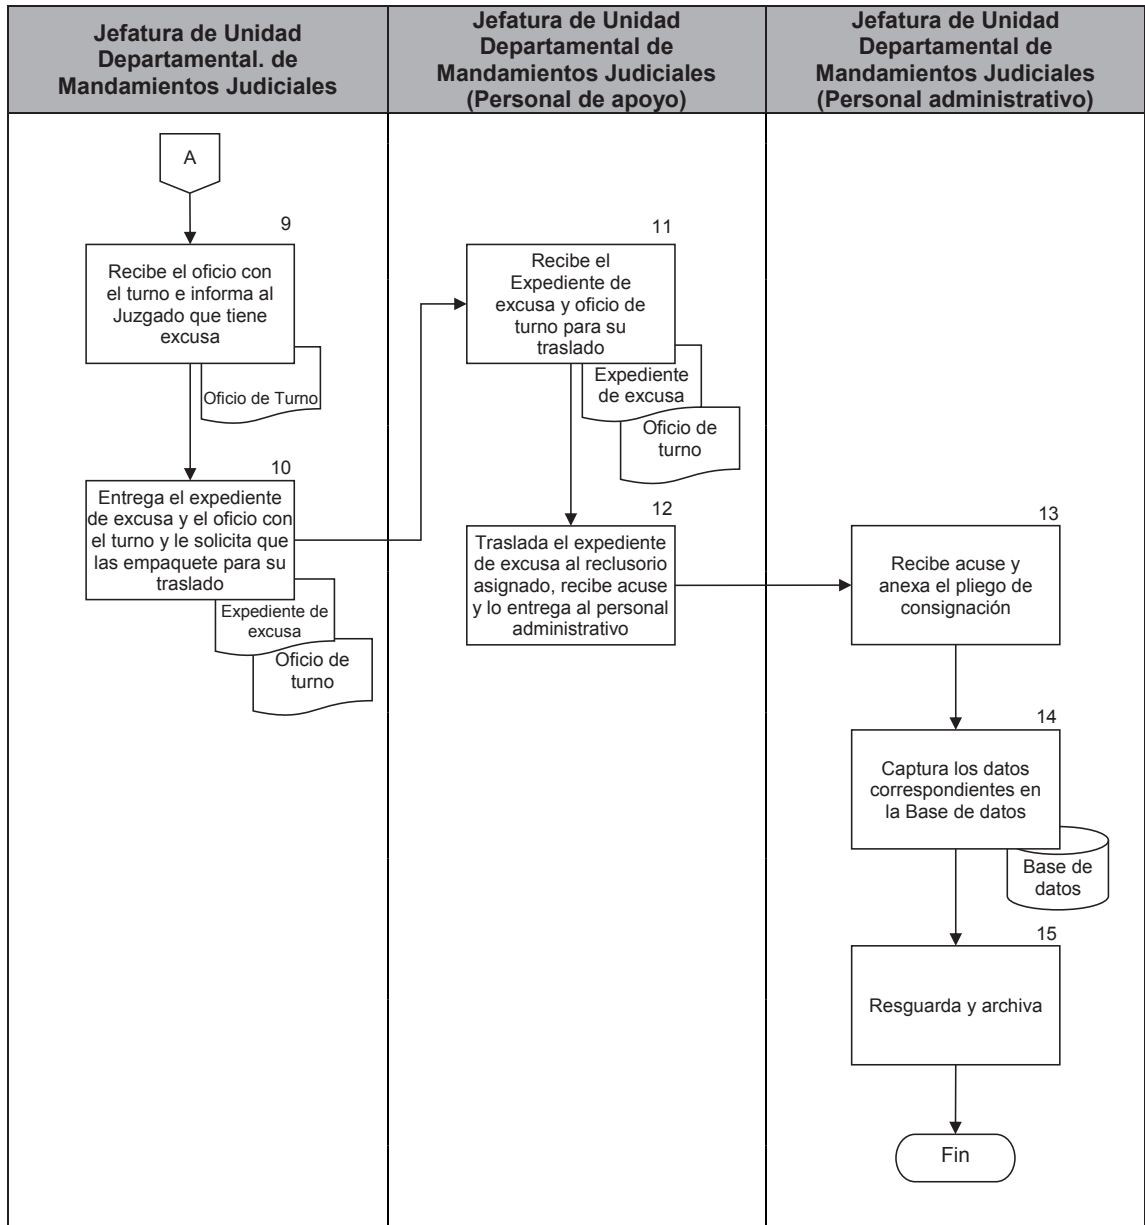 Jefatura de Unidad
Departamental. de
Mandamientos Judiciales
Jefatura de Unidad
Departamental de
Mandamientos Judiciales
(Personal de apoyo)
Jefatura de Unidad
Departamental de
Mandamientos Judiciales
(Personal administrativo)
A
9
Recibe el oficio con
el turno e informa al
Juzgado que tiene
excusa
Oficio de Turno
10
Entrega el expediente
de excusa y el oficio con
el turno y le solicita que
las empaquete para su
traslado
Expediente de
excusa
Oficio de
turno
11
Recibe el
Expediente de
excusa y oficio de
turno para su
traslado
Expediente
de excusa
Oficio de
turno
12
Traslada el expediente
de excusa al reclusorio
asignado, recibe acuse
y lo entrega al personal
administrativo
13
Recibe acuse y
anexa el pliego de
consignación
14
Captura los datos
correspondientes en
la Base de datos
Base de
datos
15
Resguarda y archiva
Fin